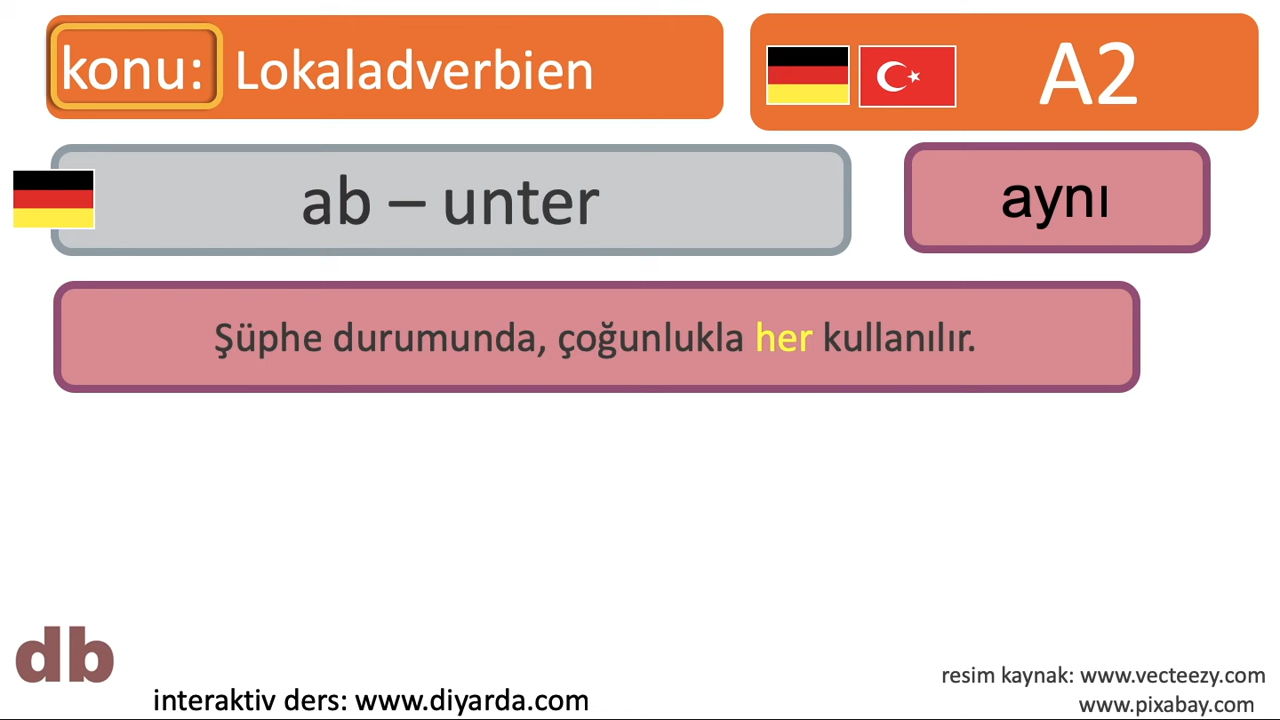 konu: Lokaladverbien
A2
ab – unter
aynı
Şüphe durumunda, çoğunlukla her kullanılır.
db
interaktiv ders: www.diyarda.com
resim kaynak: www.vecteezy.com
www.pixabay.com